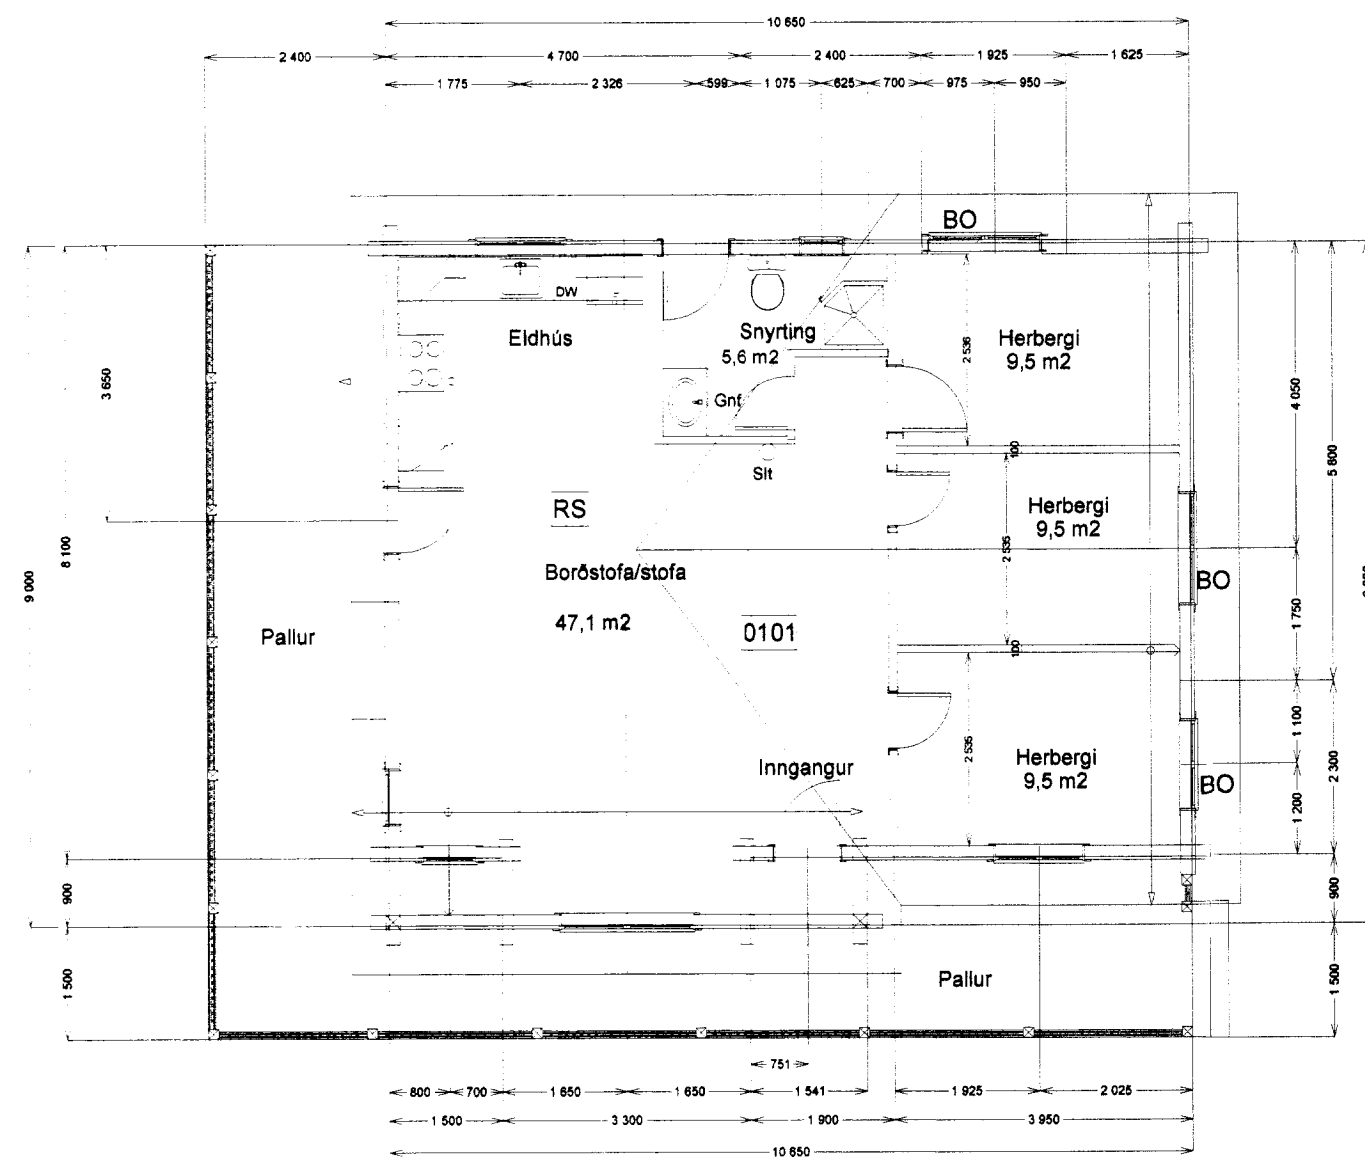 10 650
2 400 4 700 2 400 1 925 1 625
1 775 2 326 599 1 075 625 700 975 950
BO
DW
Eldhús
Snyrting
5,6 m2
Herbergi
9,5 m2
2 536
3 650
4 050
Gnf
100
5 800
Slt
RS
Herbergi
9,5 m2
2 535
8 100
9 000
Borðstofa/stofa
BO
47,1 m2
0101
Pallur
1 750
100
1 100
2 535
Inngangur
Herbergi
9,5 m2
2 300
BO
1 200
900
900
Pallur
1 500
1 500
751
800 700 1 650 1 650 1 541 1 925 2 025
1 500 3 300 1 900 3 950
10 650